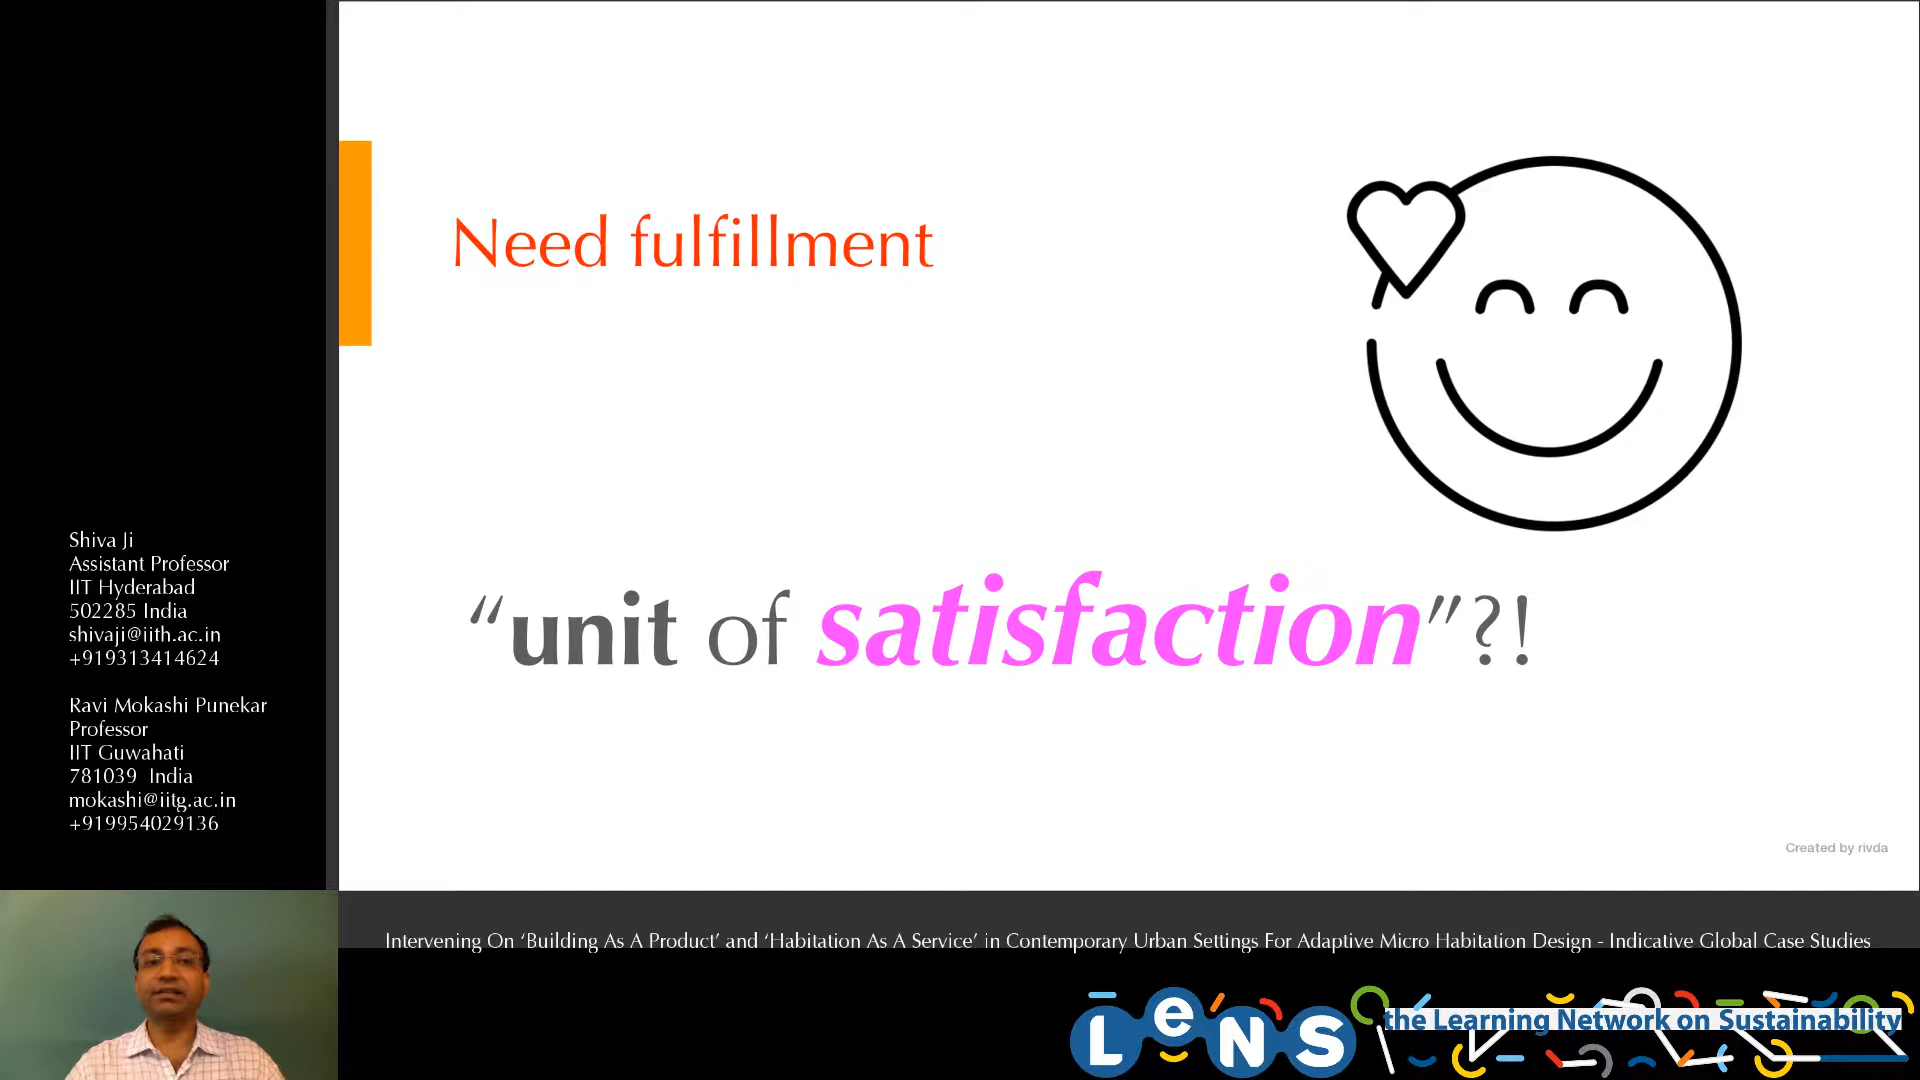 Need fulfillment
“unit of satisfaction”?!
Created by rivda
Shiva Ji
Assistant Professor
IIT Hyderabad
502285 India
shivaji@iith.ac.in
+919313414624
Ravi Mokashi Punekar
Professor
IIT Guwahati
781039  India
mokashi@iitg.ac.in
+919954029136
Intervening On ‘Building As A Product’ and ‘Habitation As A Service’ in Contemporary Urban Settings For Adaptive Micro Habitation Design - Indicative Global Case Studies
LeNS
the Learning Network on Sustainability